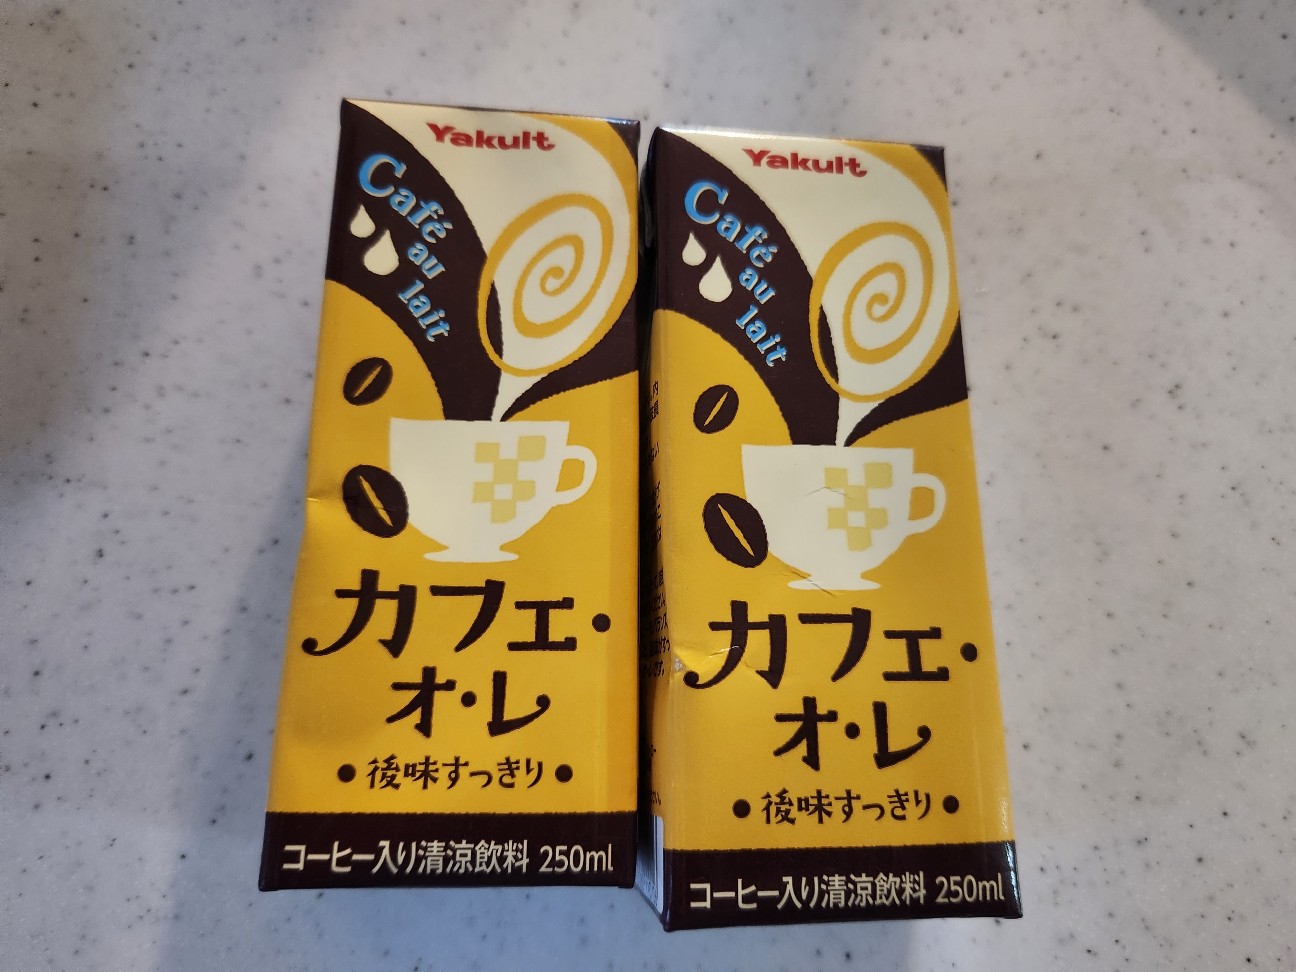 Yakult
Café
au
lait
カフェ・
オ・レ
・後味すっきり・
コーヒー入り清涼飲料 250ml
Yakult
Café
au
lait
カフェ・
オ・レ
・後味すっきり・
コーヒー入り清涼飲料 250ml